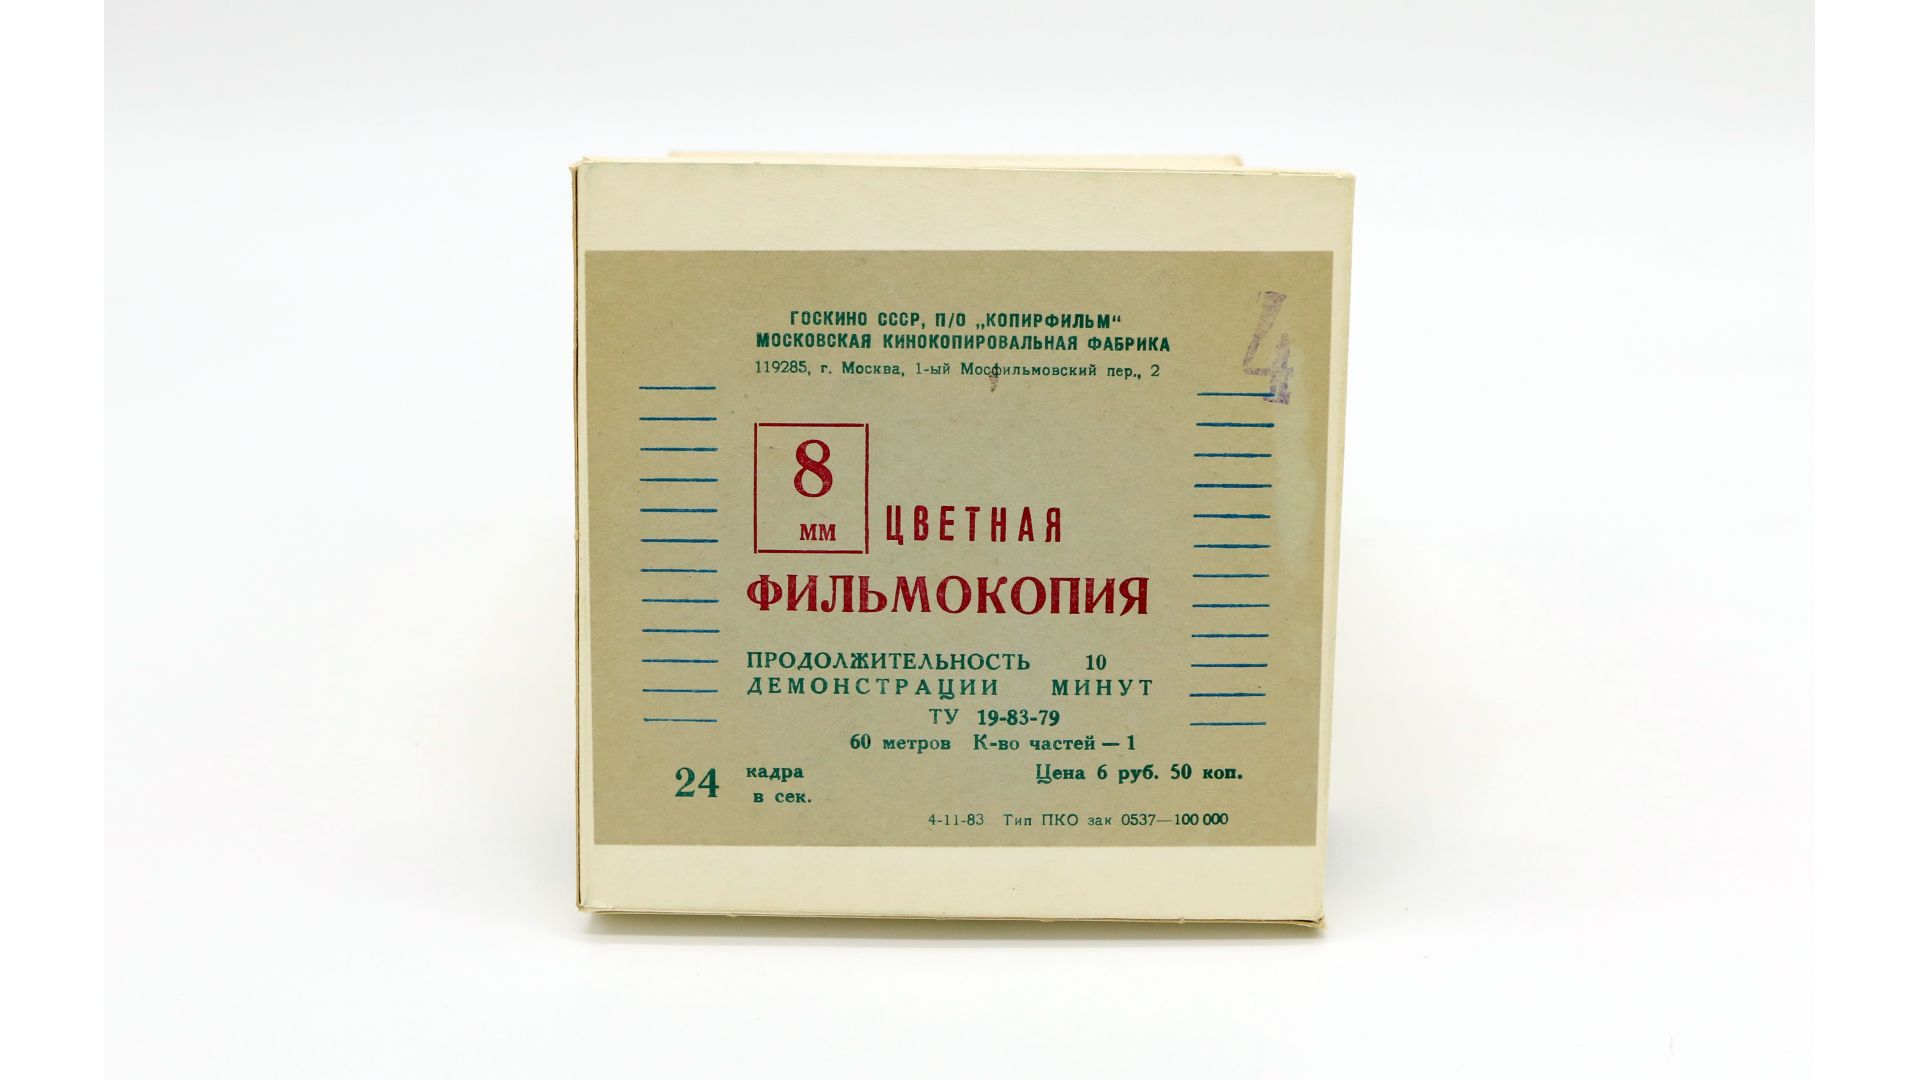 ГОСКИНО СССР, П/О „КОПИРФИЛЬМ“
МОСКОВСКАЯ КИНОКОПИРОВАЛЬНАЯ ФАБРИКА
119285, г. Москва, 1-ый Мосфильмовский пер., 2
4
8
мм
ЦВЕТНАЯ
ФИЛЬМОКОПИЯ
ПРОДОЛЖИТЕЛЬНОСТЬ 10
ДЕМОНСТРАЦИИ МИНУТ
ТУ 19-83-79
60 метров К-во частей — 1
24 кадра
в сек.
Цена 6 руб. 50 коп.
4-11-83 Тип ПКО зак 0537—100 000